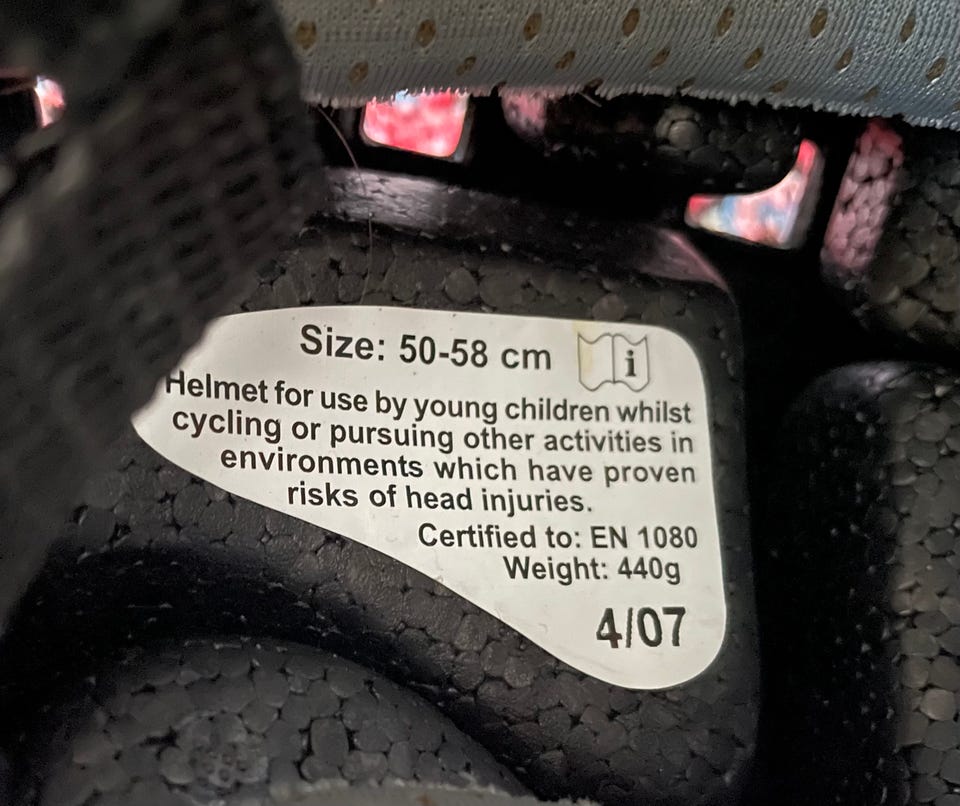 Size: 50-58 cm i
Helmet for use by young children whilst
cycling or pursuing other activities in
environments which have proven
risks of head injuries.
Certified to: EN 1080
Weight: 440g
4/07